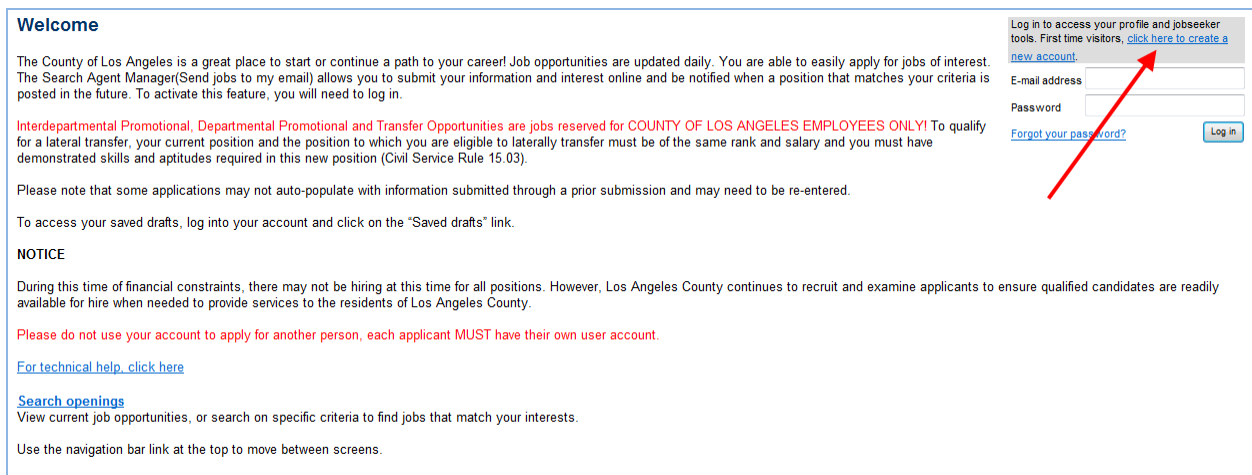 Welcome
The County of Los Angeles is a great place to start or continue a path to your career! Job opportunities are updated daily. You are able to easily apply for jobs of interest.
The Search Agent Manager(Send jobs to my email) allows you to submit your information and interest online and be notified when a position that matches your criteria is
posted in the future. To activate this feature, you will need to log in.
Interdepartmental Promotional, Departmental Promotional and Transfer Opportunities are jobs reserved for COUNTY OF LOS ANGELES EMPLOYEES ONLY! To qualify
for a lateral transfer, your current position and the position to which you are eligible to laterally transfer must be of the same rank and salary and you must have
demonstrated skills and aptitudes required in this new position (Civil Service Rule 15.03).
Please note that some applications may not auto-populate with information submitted through a prior submission and may need to be re-entered.
To access your saved drafts, log into your account and click on the “Saved drafts” link.
NOTICE
During this time of financial constraints, there may not be hiring at this time for all positions. However, Los Angeles County continues to recruit and examine applicants to ensure qualified candidates are readily
available for hire when needed to provide services to the residents of Los Angeles County.
Please do not use your account to apply for another person, each applicant MUST have their own user account.
For technical help, click here
Search openings
View current job opportunities, or search on specific criteria to find jobs that match your interests.
Use the navigation bar link at the top to move between screens.
Log in to access your profile and jobseeker
tools. First time visitors, click here to create a
new account.
E-mail address
Password
Forgot your password?
Log in